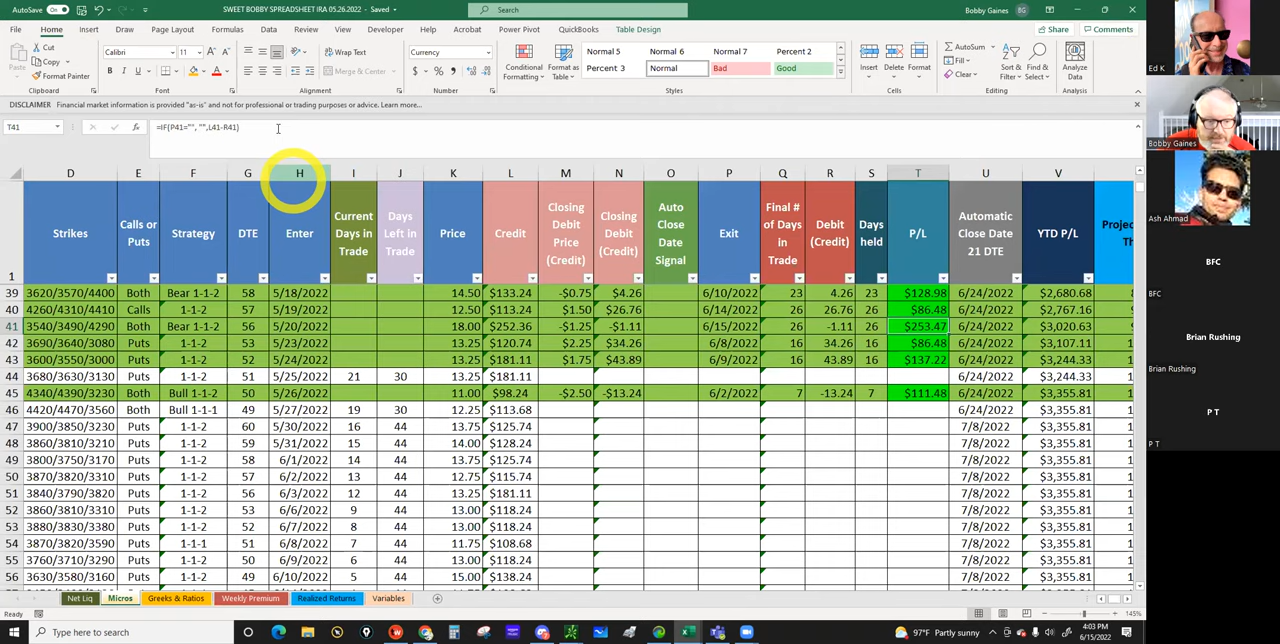 AutoSave On SWEET BOBBY SPREADSHEET IRA 05.26.2022 - Saved Search Bobby Gaines BG
File Home Insert Draw Page Layout Formulas Data Review View Developer Help Acrobat Power Pivot QuickBooks Table Design Share Comments
Paste Cut Copy Format Painter Clipboard
Calibri 11 B I U A Font
Wrap Text Merge & Center Alignment
Currency $ % Number
Conditional Formatting Format as Table
Normal 5 Normal 6 Normal 7 Percent 2
Percent 3 Normal Bad Good
Styles
Insert Delete Format Cells
AutoSum Fill Clear Sort & Filter Find & Select Editing
Analyze Data Analysis
DISCLAIMER Financial market information is provided "as-is" and not for professional or trading purposes or advice. Learn more...
T41 fx =IF(P41="", "",L41-R41)
D E F G H I J K L M N O P Q R S T U V
1 Strikes Calls or Puts Strategy DTE Enter Current Days in Trade Days Left in Trade Price Credit Closing Debit Price (Credit) Closing Debit (Credit) Auto Close Date Signal Exit Final # of Days in Trade Debit (Credit) Days held P/L Automatic Close Date 21 DTE YTD P/L
39 3620/3570/4400 Both Bear 1-1-2 58 5/18/2022 14.50 $133.24 -$0.75 $4.26 6/10/2022 23 4.26 23 $128.98 6/24/2022 $2,680.68
40 4260/4310/4410 Calls 1-1-2 57 5/19/2022 12.50 $113.24 $1.50 $26.76 6/14/2022 26 26.76 26 $86.48 6/24/2022 $2,767.16
41 3540/3490/4290 Both Bear 1-1-2 56 5/20/2022 18.00 $252.36 -$1.25 -$1.11 6/15/2022 26 -1.11 26 $253.47 6/24/2022 $3,020.63
42 3690/3640/3080 Puts 1-1-2 53 5/23/2022 13.25 $120.74 $2.25 $34.26 6/8/2022 16 34.26 16 $86.48 6/24/2022 $3,107.11
43 3600/3550/3000 Puts 1-1-2 52 5/24/2022 13.25 $181.11 $1.75 $43.89 6/9/2022 16 43.89 16 $137.22 6/24/2022 $3,244.33
44 3680/3630/3130 Puts 1-1-2 51 5/25/2022 21 30 13.25 $181.11 6/24/2022 $3,244.33
45 4340/4390/3230 Both Bull 1-1-2 50 5/26/2022 11.00 $98.24 -$2.50 -$13.24 6/2/2022 7 -13.24 7 $111.48 6/24/2022 $3,355.81
46 4420/4470/3560 Both Bull 1-1-1 49 5/27/2022 19 30 12.25 $113.68 6/24/2022 $3,355.81
47 3900/3850/3230 Puts 1-1-2 60 5/30/2022 16 44 13.75 $125.74 7/8/2022 $3,355.81
48 3860/3810/3210 Puts 1-1-2 59 5/31/2022 15 44 14.00 $128.24 7/8/2022 $3,355.81
49 3800/3750/3170 Puts 1-1-2 58 6/1/2022 14 44 13.75 $125.74 7/8/2022 $3,355.81
50 3870/3820/3310 Puts 1-1-2 57 6/2/2022 13 44 12.75 $115.74 7/8/2022 $3,355.81
51 3840/3790/3820 Puts 1-1-2 56 6/3/2022 12 44 13.25 $181.11 7/8/2022 $3,355.81
52 3860/3810/3310 Puts 1-1-2 53 6/6/2022 9 44 13.00 $118.24 7/8/2022 $3,355.81
53 3880/3830/3380 Puts 1-1-2 52 6/7/2022 8 44 13.00 $118.24 7/8/2022 $3,355.81
54 3870/3820/3590 Puts 1-1-1 51 6/8/2022 7 44 11.75 $108.68 7/8/2022 $3,355.81
55 3760/3710/3290 Puts 1-1-2 50 6/9/2022 6 44 13.00 $118.24 7/8/2022 $3,355.81
56 3630/3580/3160 Puts 1-1-2 49 6/10/2022 5 44 15.00 $138.24 7/8/2022 $3,355.81
Net Liq Micros Greeks & Ratios Weekly Premium Realized Returns Variables
Ready 145%
Type here to search 97°F Partly sunny 4:03 PM 6/15/2022
Ed K
Bobby Gaines
Ash Ahmad
BFC
BFC
Brian Rushing
Brian Rushing
P T
P T